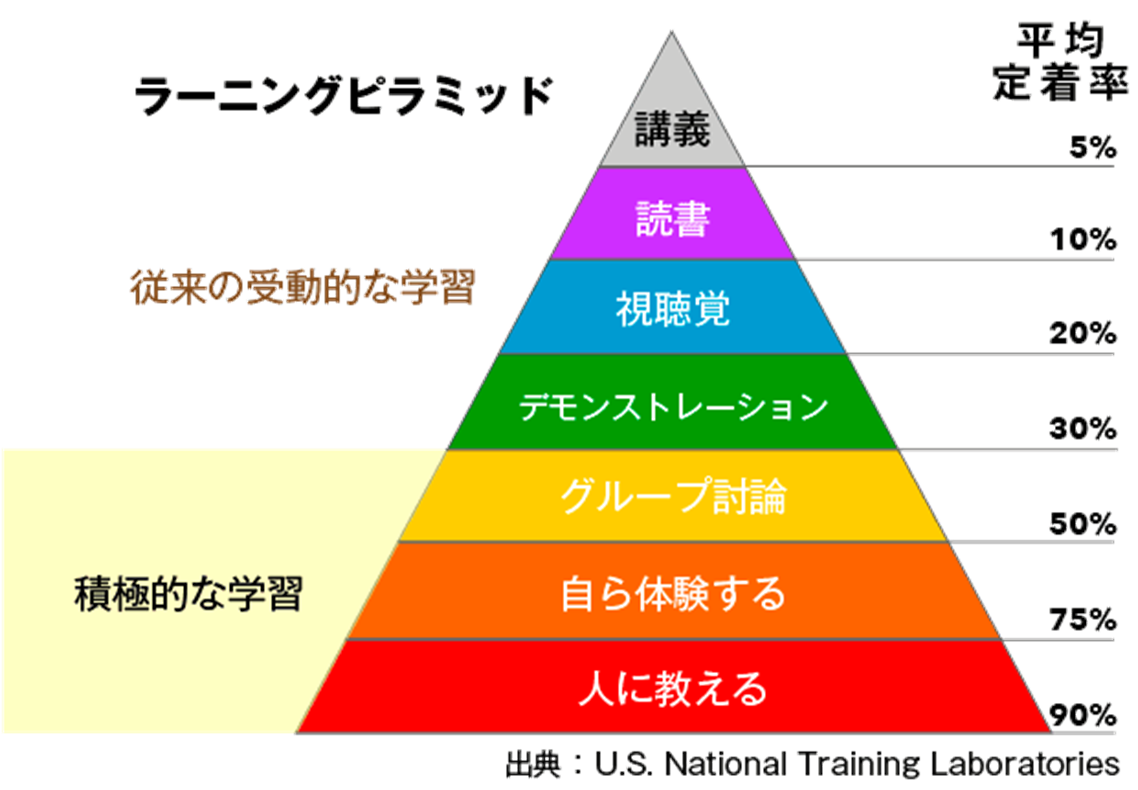 ラーニングピラミッド
平均
定着率
講義
5%
読書
10%
従来の受動的な学習
視聴覚
20%
デモンストレーション
30%
グループ討論
50%
積極的な学習
自ら体験する
75%
人に教える
90%
出典：U.S. National Training Laboratories